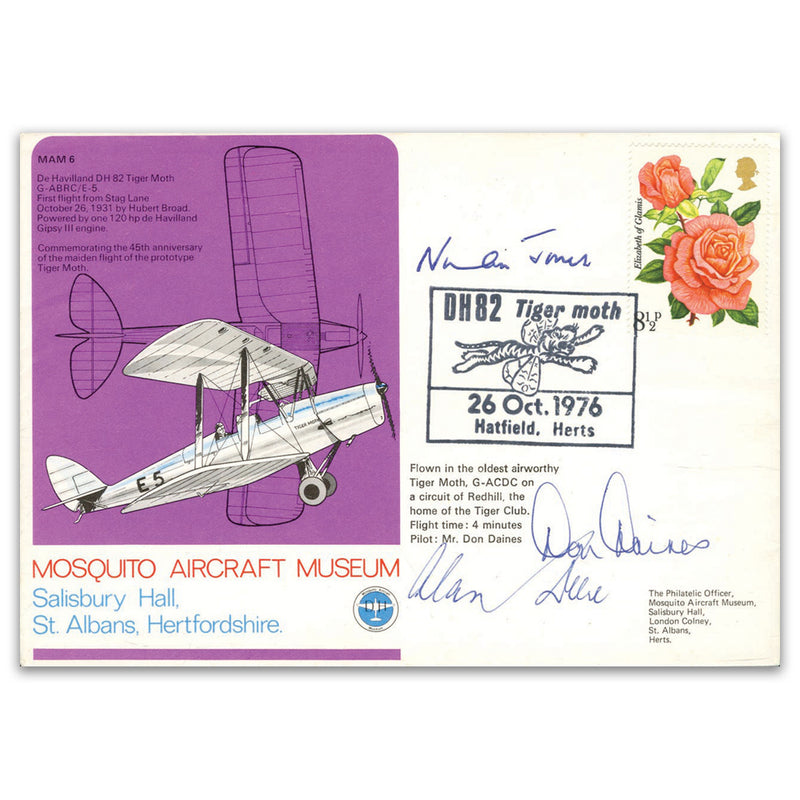 MAM 6
De Havilland DH 82 Tiger Moth
G-ABRC/E-5.
First flight from Stag Lane
October 26, 1931 by Hubert Broad.
Powered by one 120 hp de Havilland
Gipsy III engine.
Commemorating the 45th anniversary
of the maiden flight of the prototype
Tiger Moth.
TIGER MOTH
E 5
MOSQUITO AIRCRAFT MUSEUM
Salisbury Hall,
St. Albans, Hertfordshire.
DH
Elizabeth of Glamis
8½P
DH82 Tiger moth
26 Oct. 1976
Hatfield, Herts
Flown in the oldest airworthy
Tiger Moth, G-ACDC on
a circuit of Redhill, the
home of the Tiger Club.
Flight time: 4 minutes
Pilot: Mr. Don Daines
Don Daines
Alan Deere
The Philatelic Officer,
Mosquito Aircraft Museum,
Salisbury Hall,
London Colney,
St. Albans,
Herts.